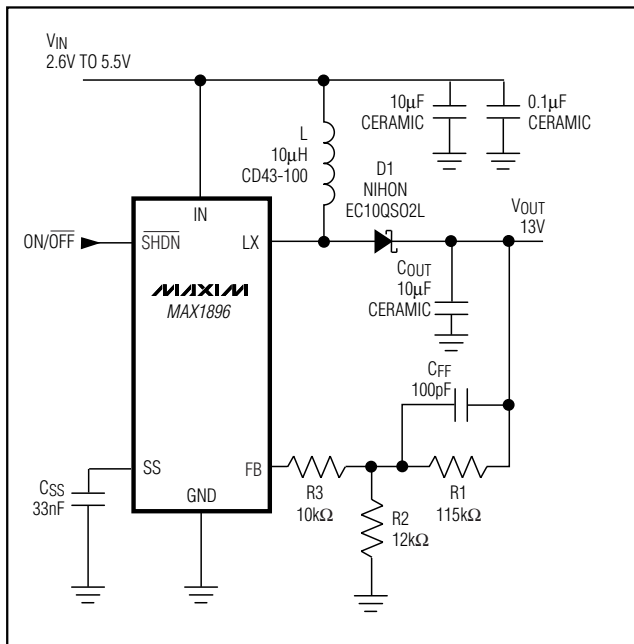 VIN
2.6V TO 5.5V
10μF
CERAMIC
0.1μF
CERAMIC
L
10μH
CD43-100
D1
NIHON
EC10QSO2L
VOUT
13V
IN
ON/OFF
SHDN
LX
MAXIM
MAX1896
COUT
10μF
CERAMIC
CFF
100pF
SS
FB
CSS
33nF
GND
R3
10kΩ
R1
115kΩ
R2
12kΩ